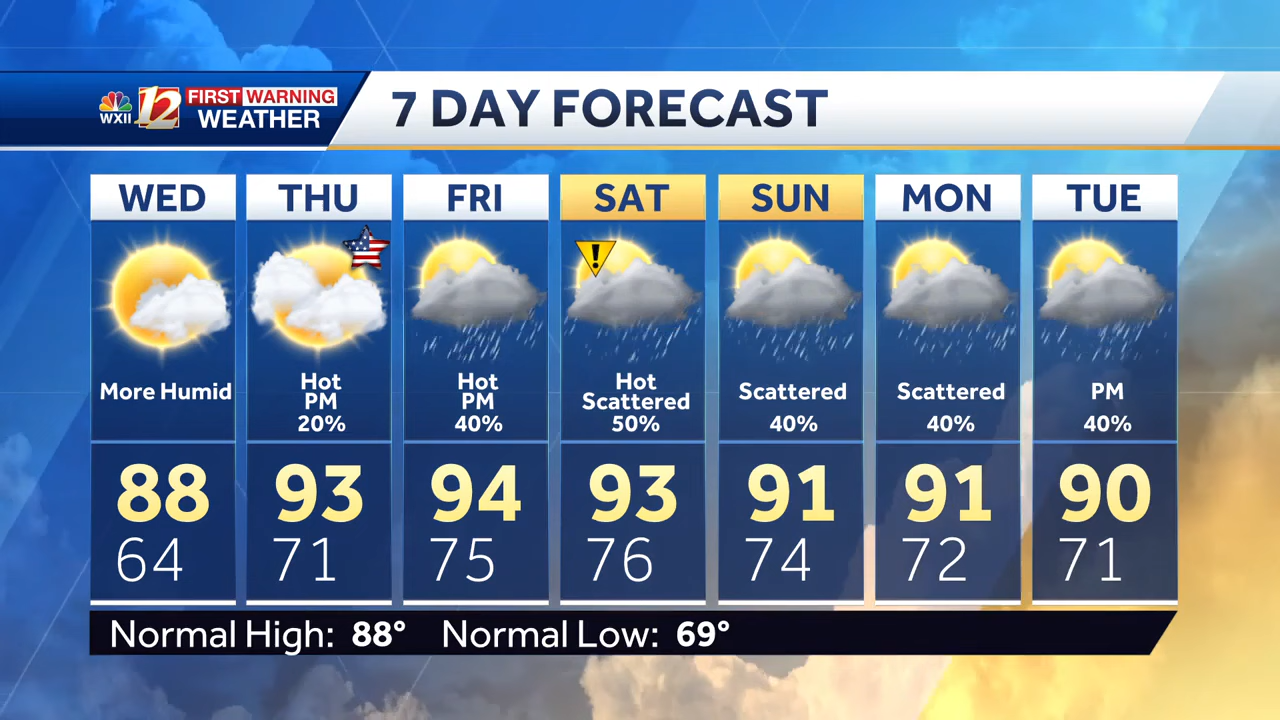 WXII 12 FIRST WARNING
WEATHER
7 DAY FORECAST
WED THU FRI SAT SUN MON TUE
!
More Humid
Hot
PM
20%
Hot
PM
40%
Hot
Scattered
50%
Scattered
40%
Scattered
40%
PM
40%
88 93 94 93 91 91 90
64 71 75 76 74 72 71
Normal High: 88° Normal Low: 69°